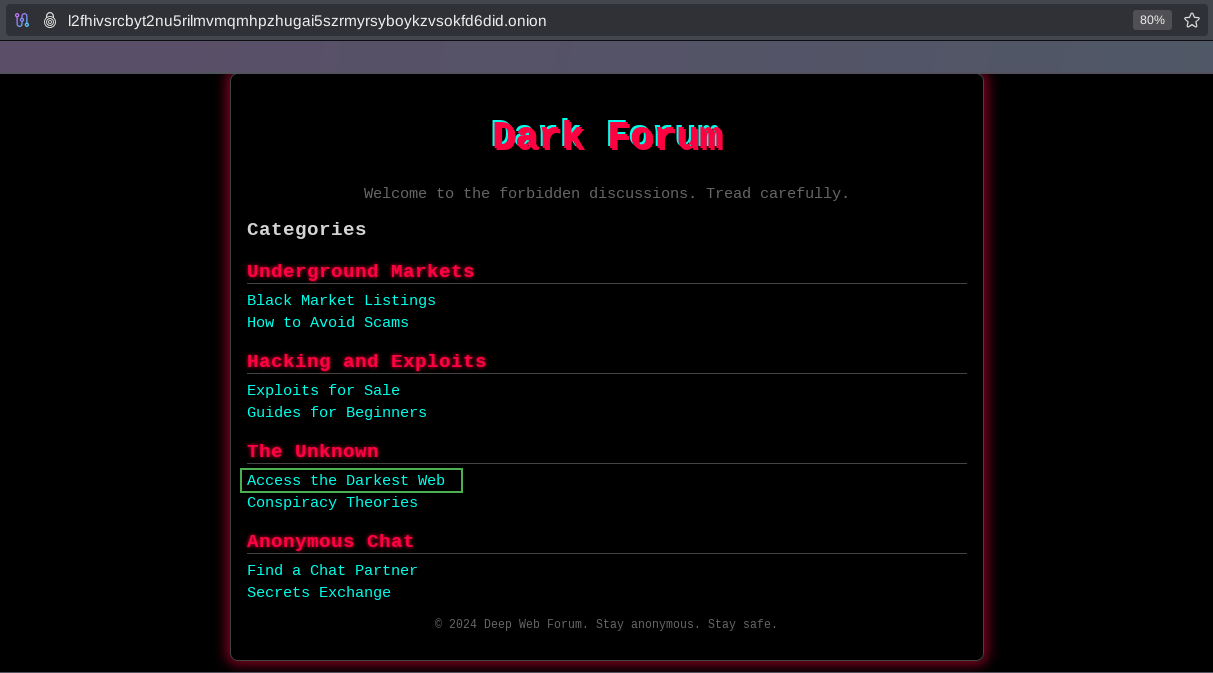 l2fhivsrcbyt2nu5rilmvmqmhpzhugai5szrmyrsyboykzvsokfd6did.onion
80%
Dark Forum
Welcome to the forbidden discussions. Tread carefully.
Categories
Underground Markets
Black Market Listings
How to Avoid Scams
Hacking and Exploits
Exploits for Sale
Guides for Beginners
The Unknown
Access the Darkest Web
Conspiracy Theories
Anonymous Chat
Find a Chat Partner
Secrets Exchange
© 2024 Deep Web Forum. Stay anonymous. Stay safe.